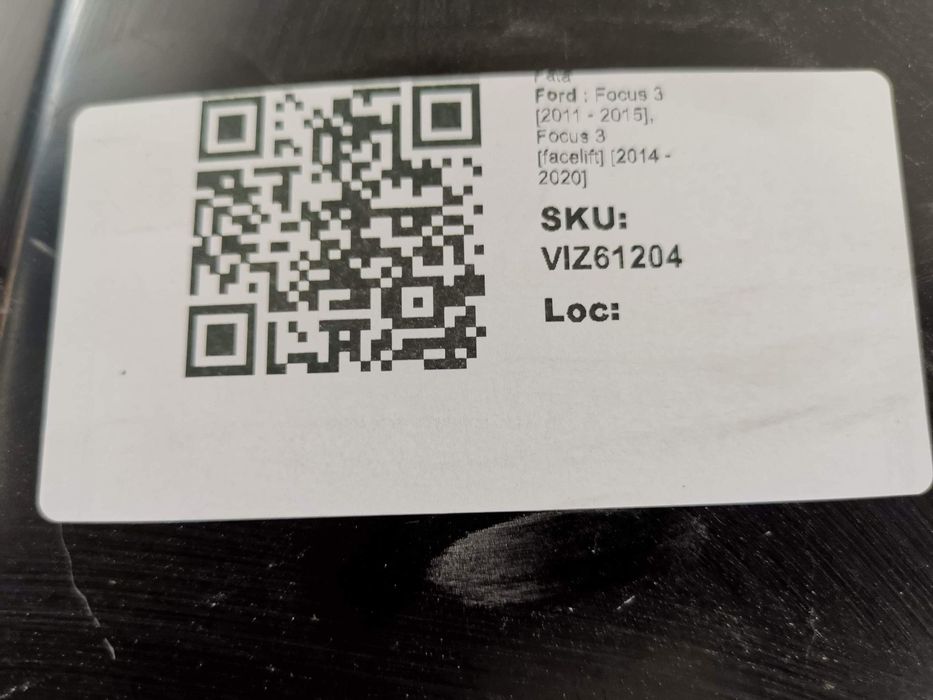 Ford : Focus 3
[2011 - 2015],
Focus 3
[facelift] [2014 -
2020]
SKU:
VIZ61204
Loc: